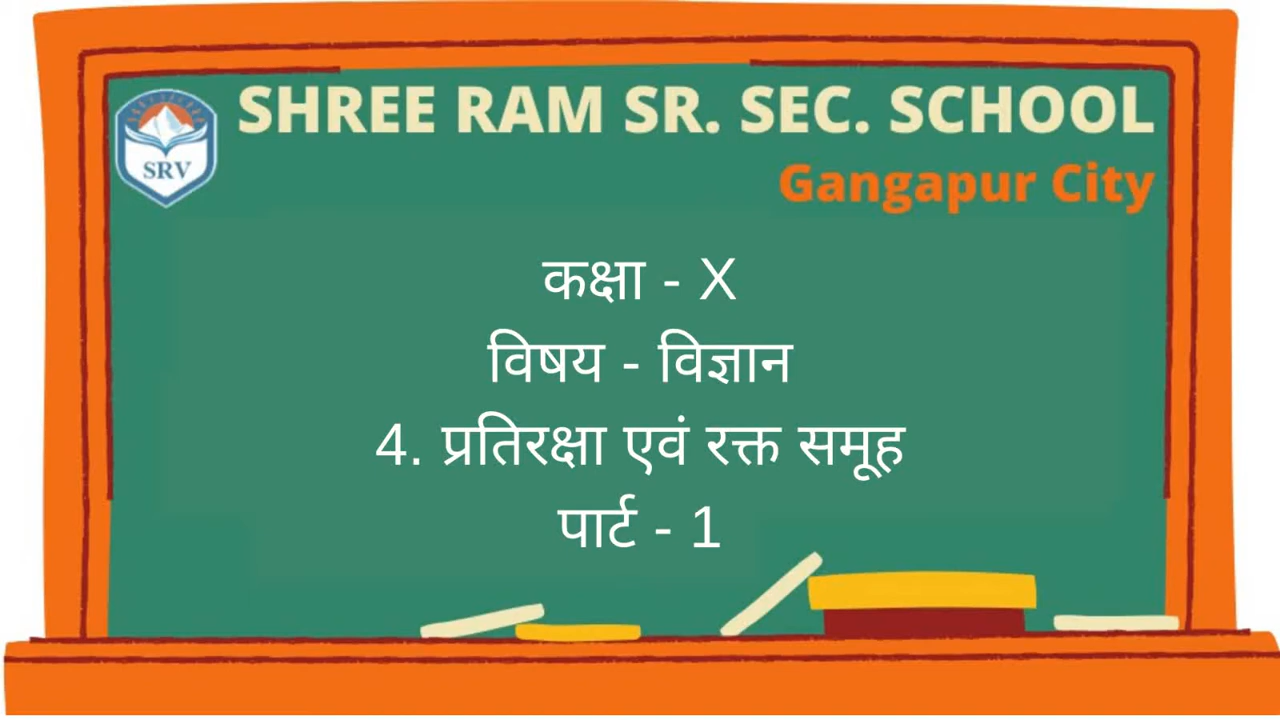 SHREE RAM SR. SEC. SCHOOL
SRV
Gangapur City
कक्षा - X
विषय - विज्ञान
4. प्रतिरक्षा एवं रक्त समूह
पार्ट - 1